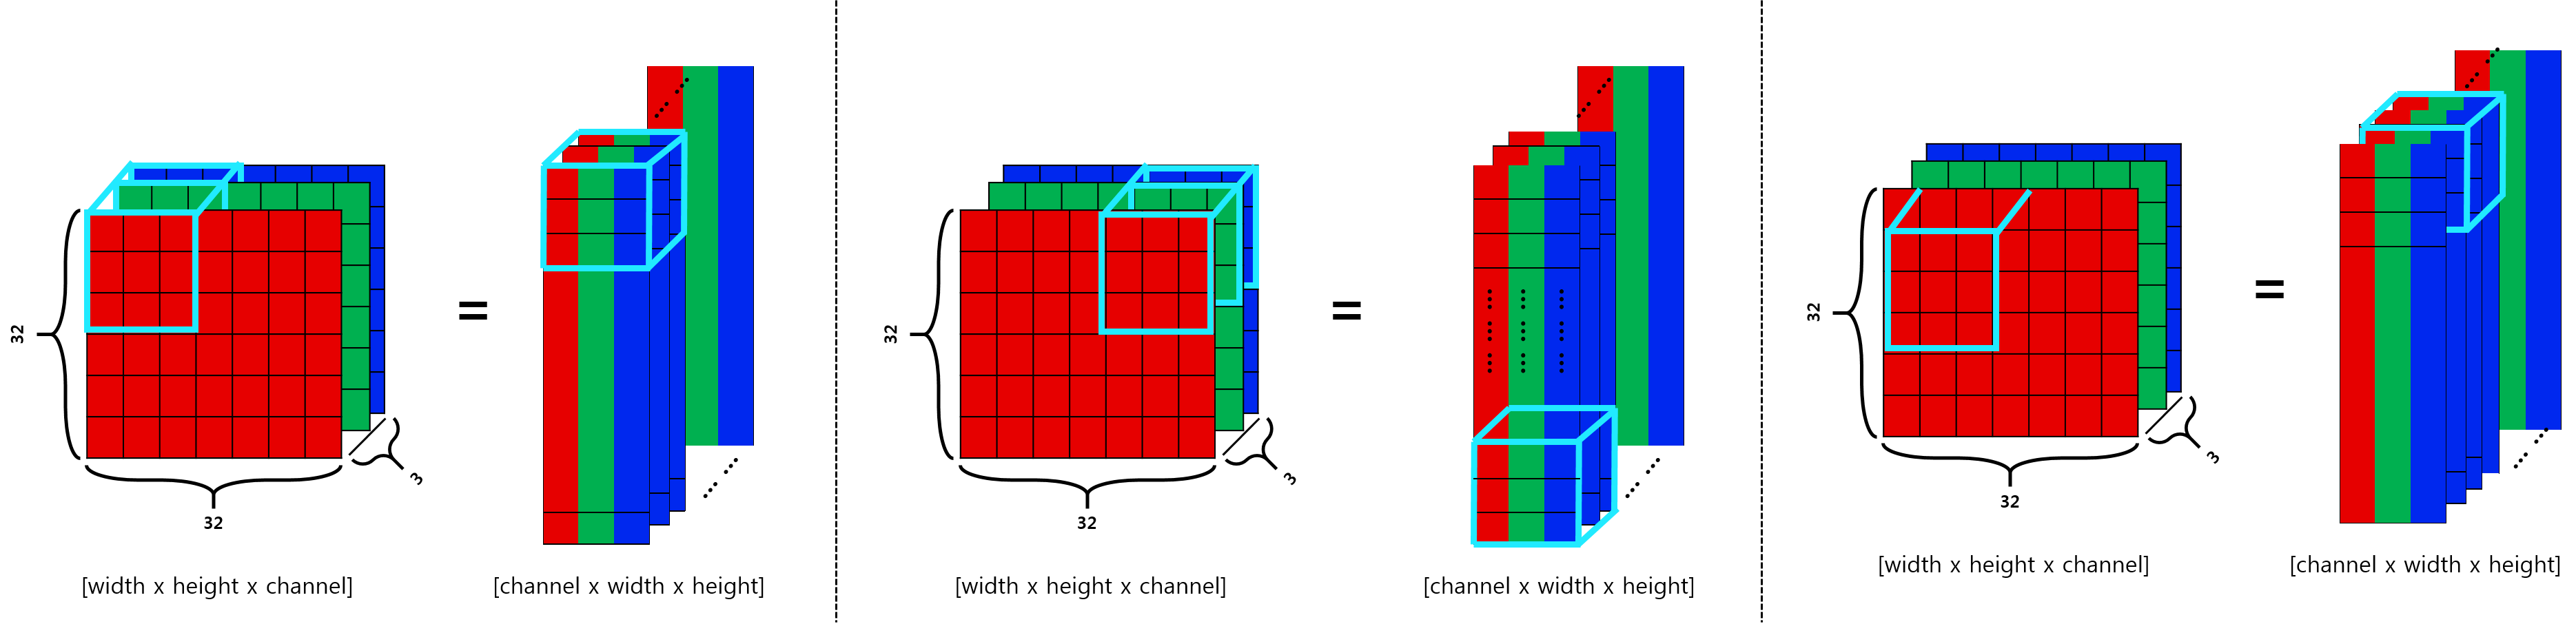 32
=
32
3
[width x height x channel]
[channel x width x height]
32
=
32
3
[width x height x channel]
[channel x width x height]
32
=
32
3
[width x height x channel]
[channel x width x height]